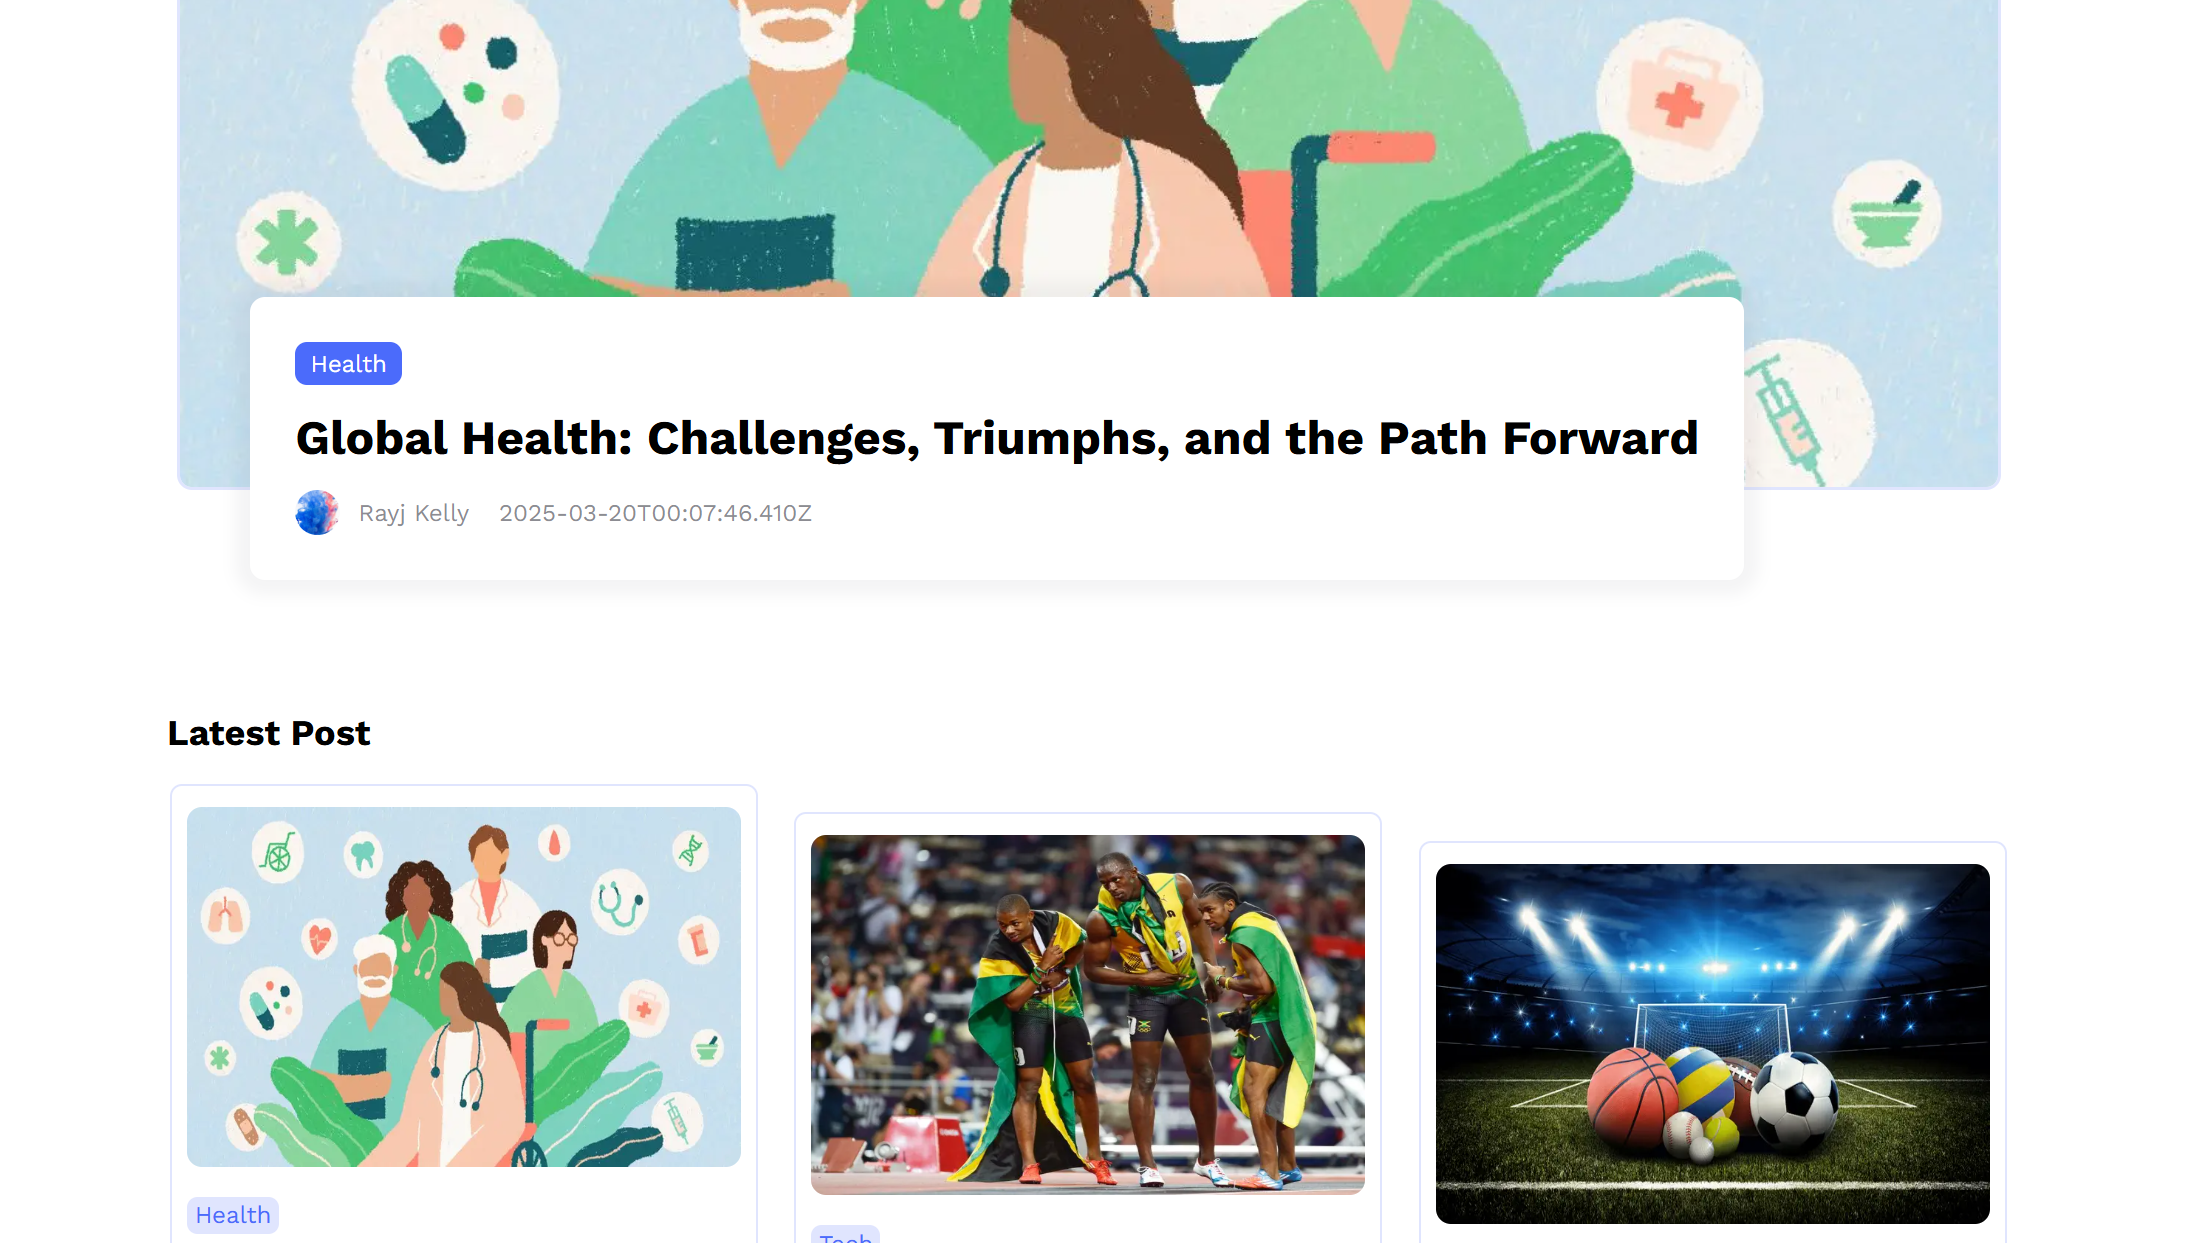 Health
Global Health: Challenges, Triumphs, and the Path Forward
Rayj Kelly 2025-03-20T00:07:46.410Z
Latest Post
Health
Tech